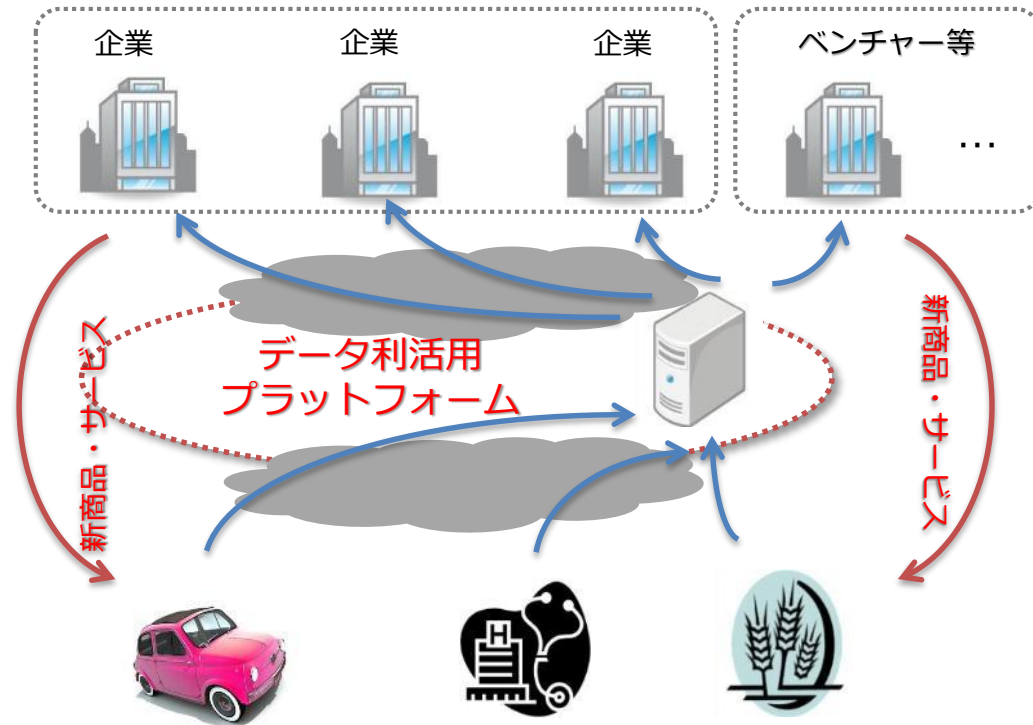 企業
企業
企業
ベンチャー等
…
データ利活用
プラットフォーム
新商品・サービス
新商品・サービス
H